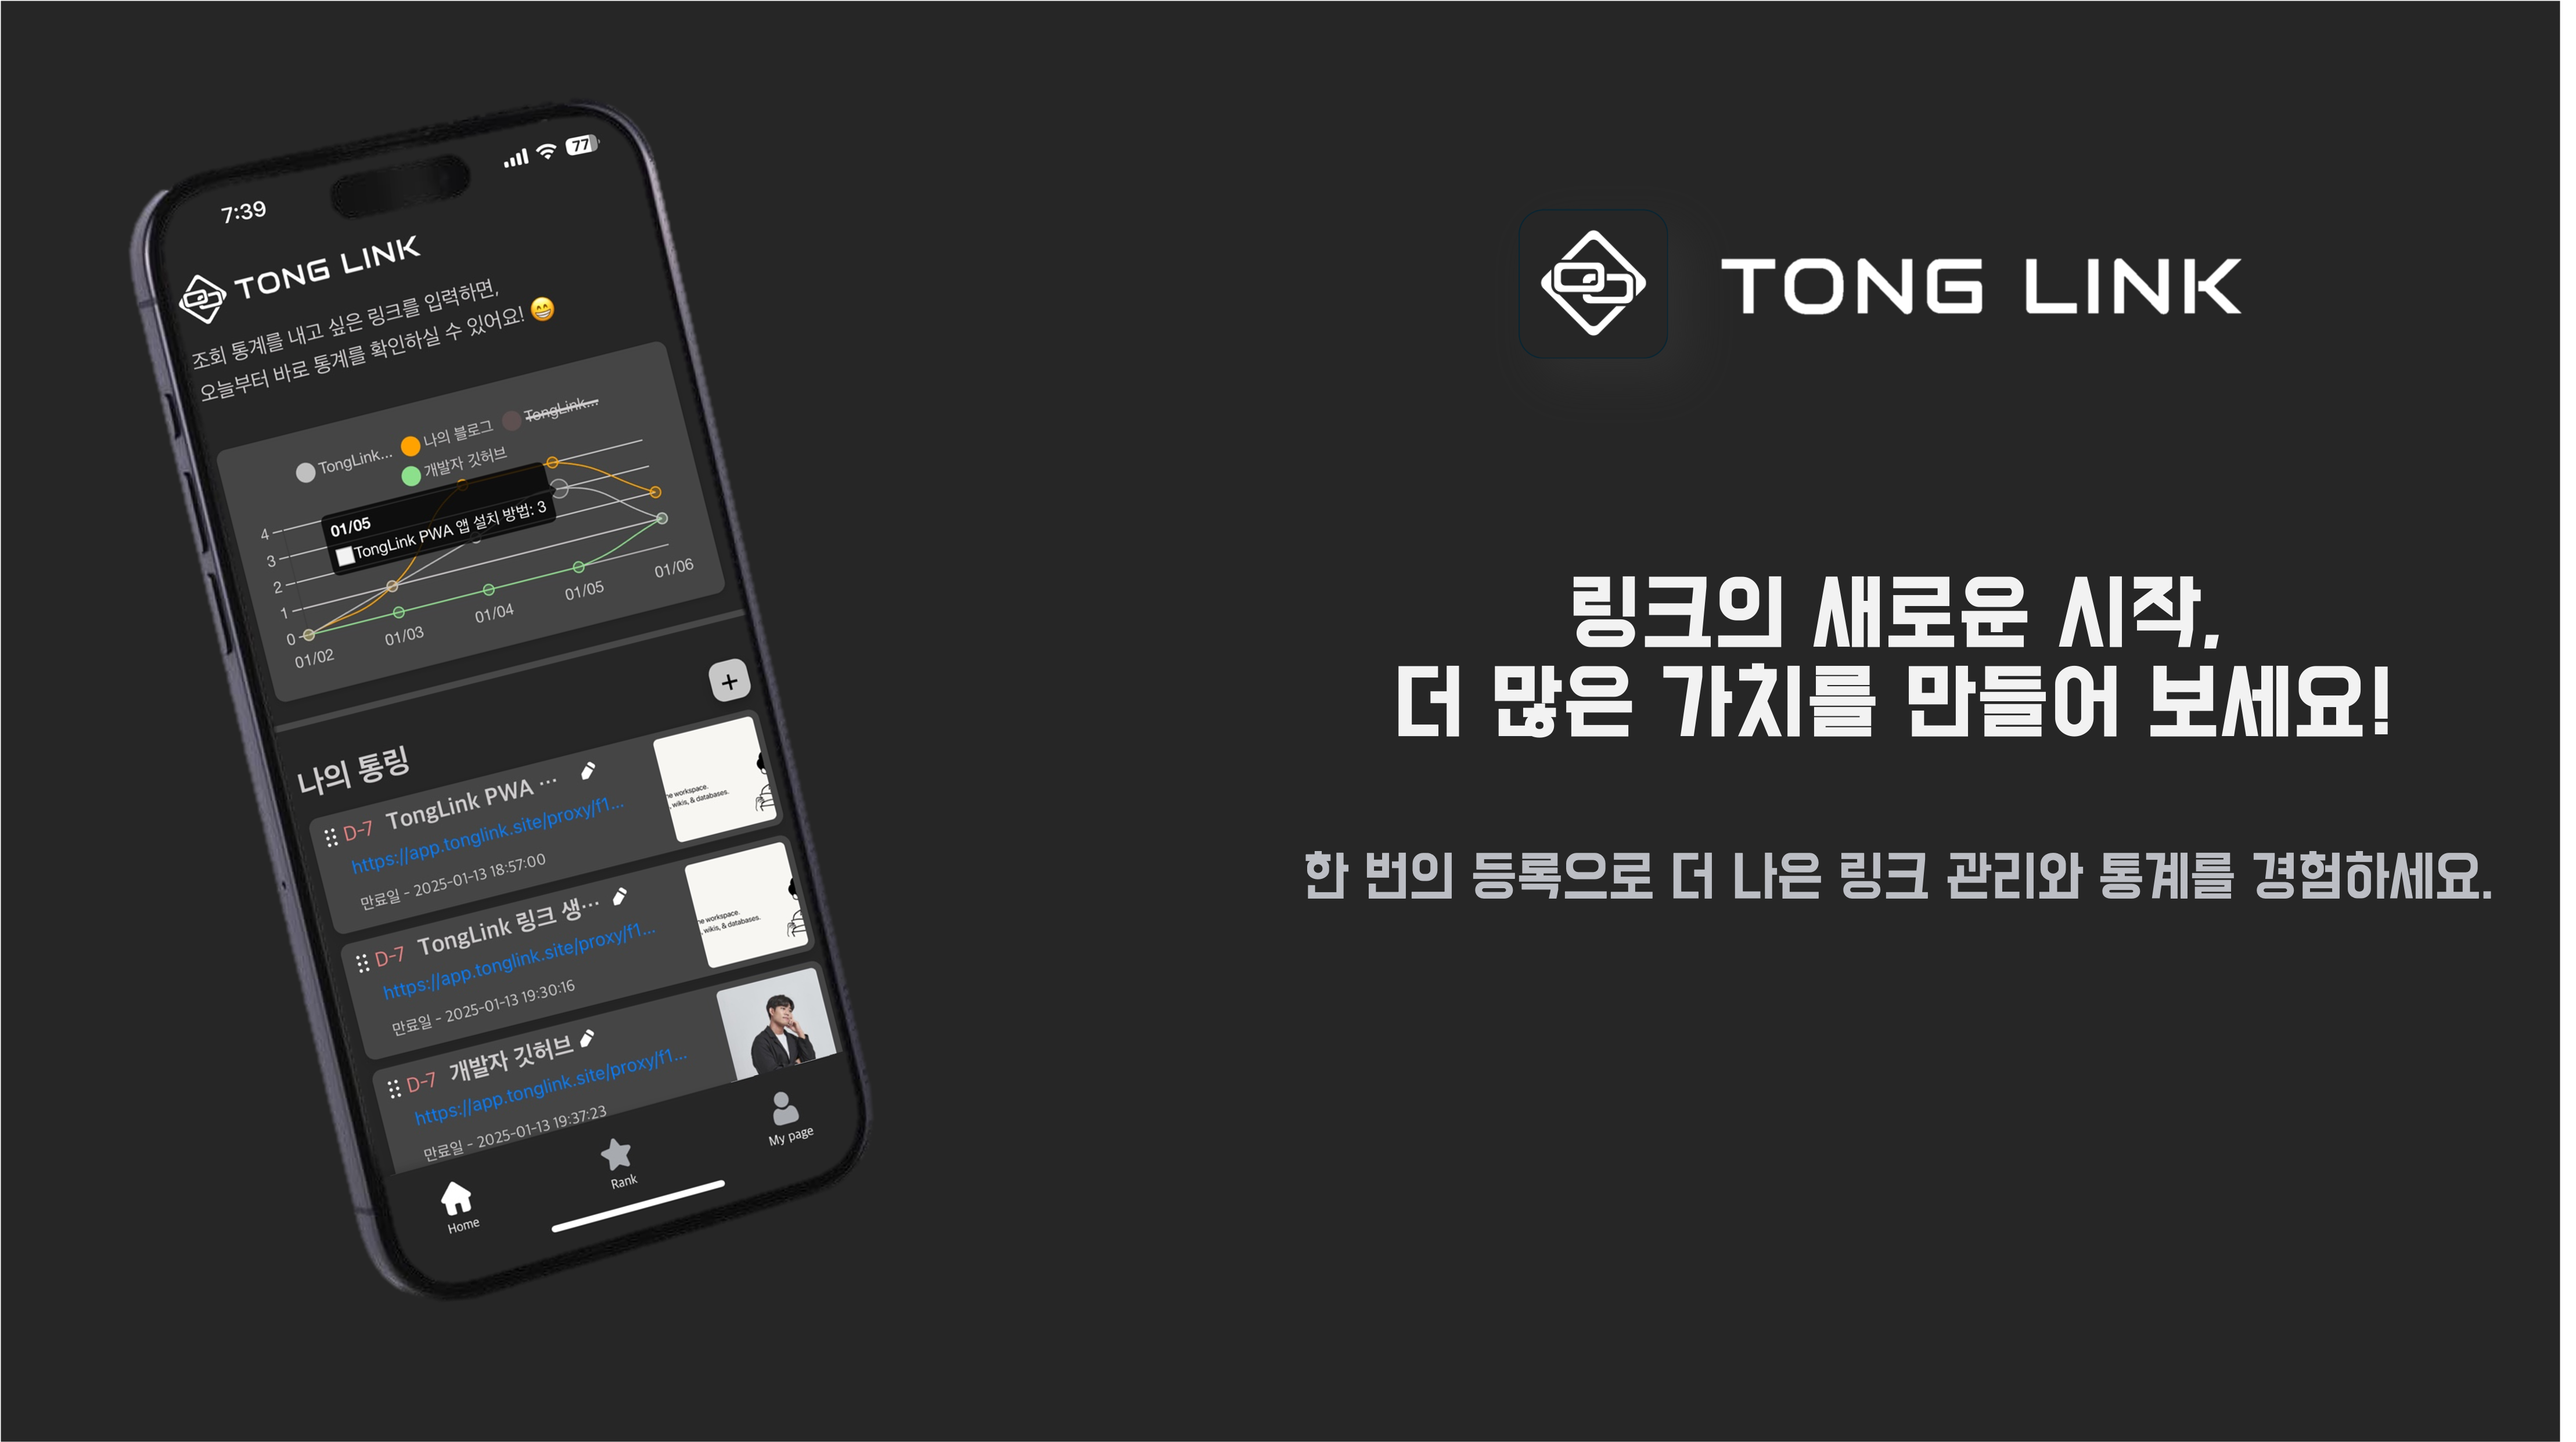 7:39
77
TONG LINK
조회 통계를 내고 싶은 링크를 입력하면,
오늘부터 바로 통계를 확인하실 수 있어요! 😁
TongLink...
나의 블로그
TongLink...
개발자 깃허브
01/05
TongLink PWA 앱 설치 방법: 3
4
3
2
1
0
01/02
01/03
01/04
01/05
01/06
+
나의 통링
D-7 TongLink PWA ...
https://app.tonglink.site/proxy/f1...
만료일 - 2025-01-13 18:57:00
workspace.
, wikis, & databases.
D-7 TongLink 링크 생...
https://app.tonglink.site/proxy/f1...
만료일 - 2025-01-13 19:30:16
workspace.
, wikis, & databases.
D-7 개발자 깃허브
https://app.tonglink.site/proxy/f1...
만료일 - 2025-01-13 19:37:23
Home
Rank
My page
TONG LINK
링크의 새로운 시작,
더 많은 가치를 만들어 보세요!
한 번의 등록으로 더 나은 링크 관리와 통계를 경험하세요.